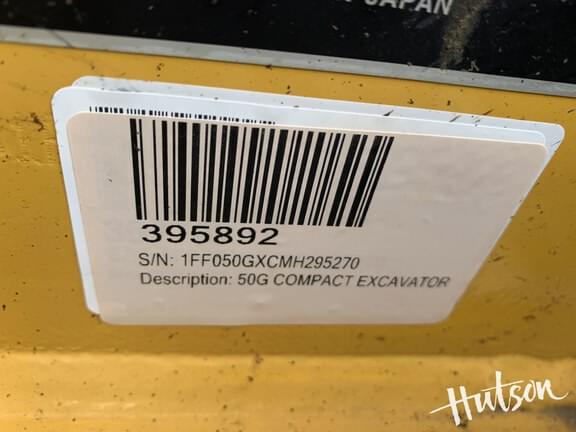 JAPAN
395892
S/N: 1FF050GXCMH295270
Description: 50G COMPACT EXCAVATOR
Hutson